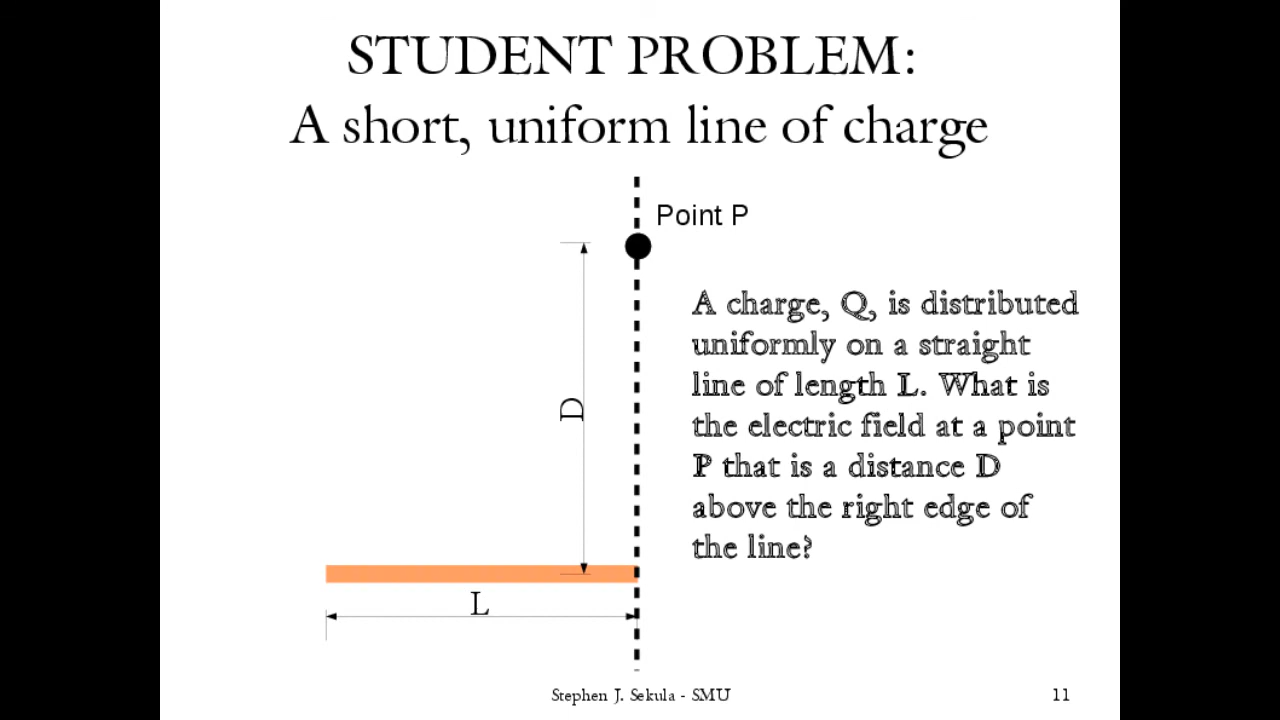 STUDENT PROBLEM:
A short, uniform line of charge
Point P
A charge, Q, is distributed
uniformly on a straight
line of length L. What is
the electric field at a point
P that is a distance D
above the right edge of
the line?
D
L
Stephen J. Sekula - SMU
11